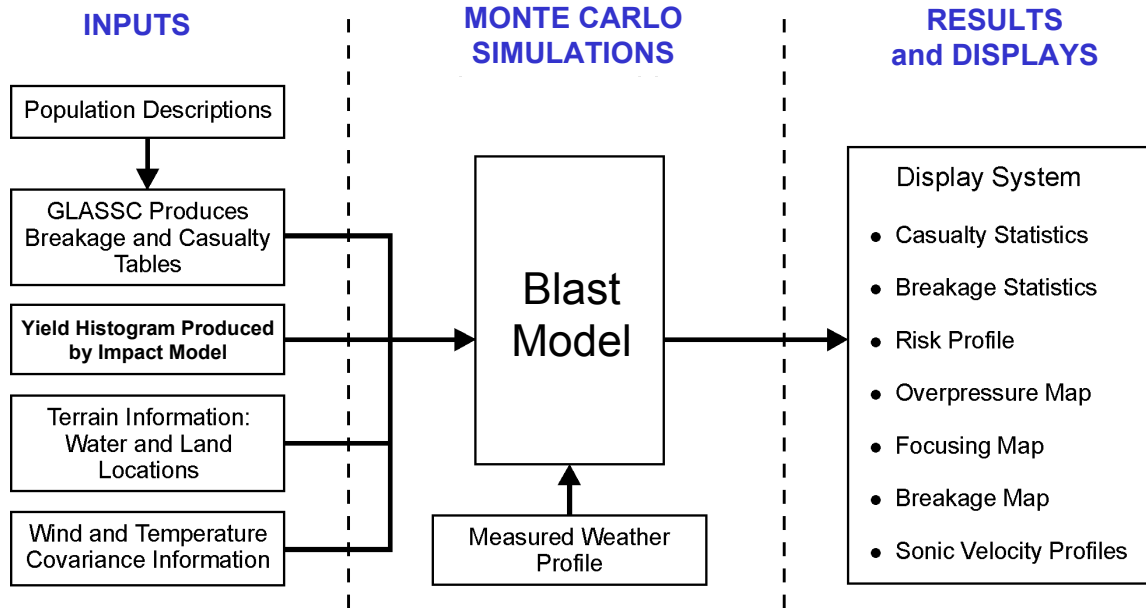 INPUTS
Population Descriptions
GLASSC Produces
Breakage and Casualty
Tables
Yield Histogram Produced
by Impact Model
Terrain Information:
Water and Land
Locations
Wind and Temperature
Covariance Information
MONTE CARLO
SIMULATIONS
Blast
Model
Measured Weather
Profile
RESULTS
and DISPLAYS
Display System
• Casualty Statistics
• Breakage Statistics
• Risk Profile
• Overpressure Map
• Focusing Map
• Breakage Map
• Sonic Velocity Profiles